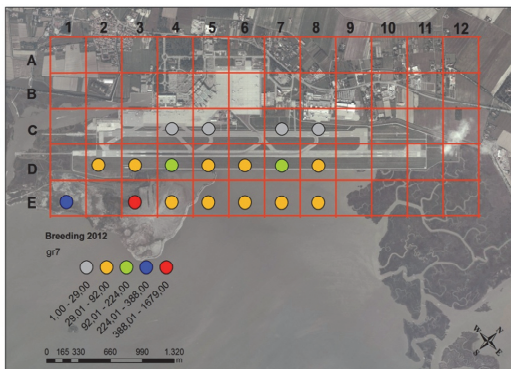 1 2 3 4 5 6 7 8 9 10 11 12
A
B
C
D
E
Breeding 2012
gr7
1,00 - 29,00
29,01 - 92,00
92,01 - 224,00
224,01 - 388,00
388,01 - 1679,00
0 165 330 660 990 1.320
m
W N
S E